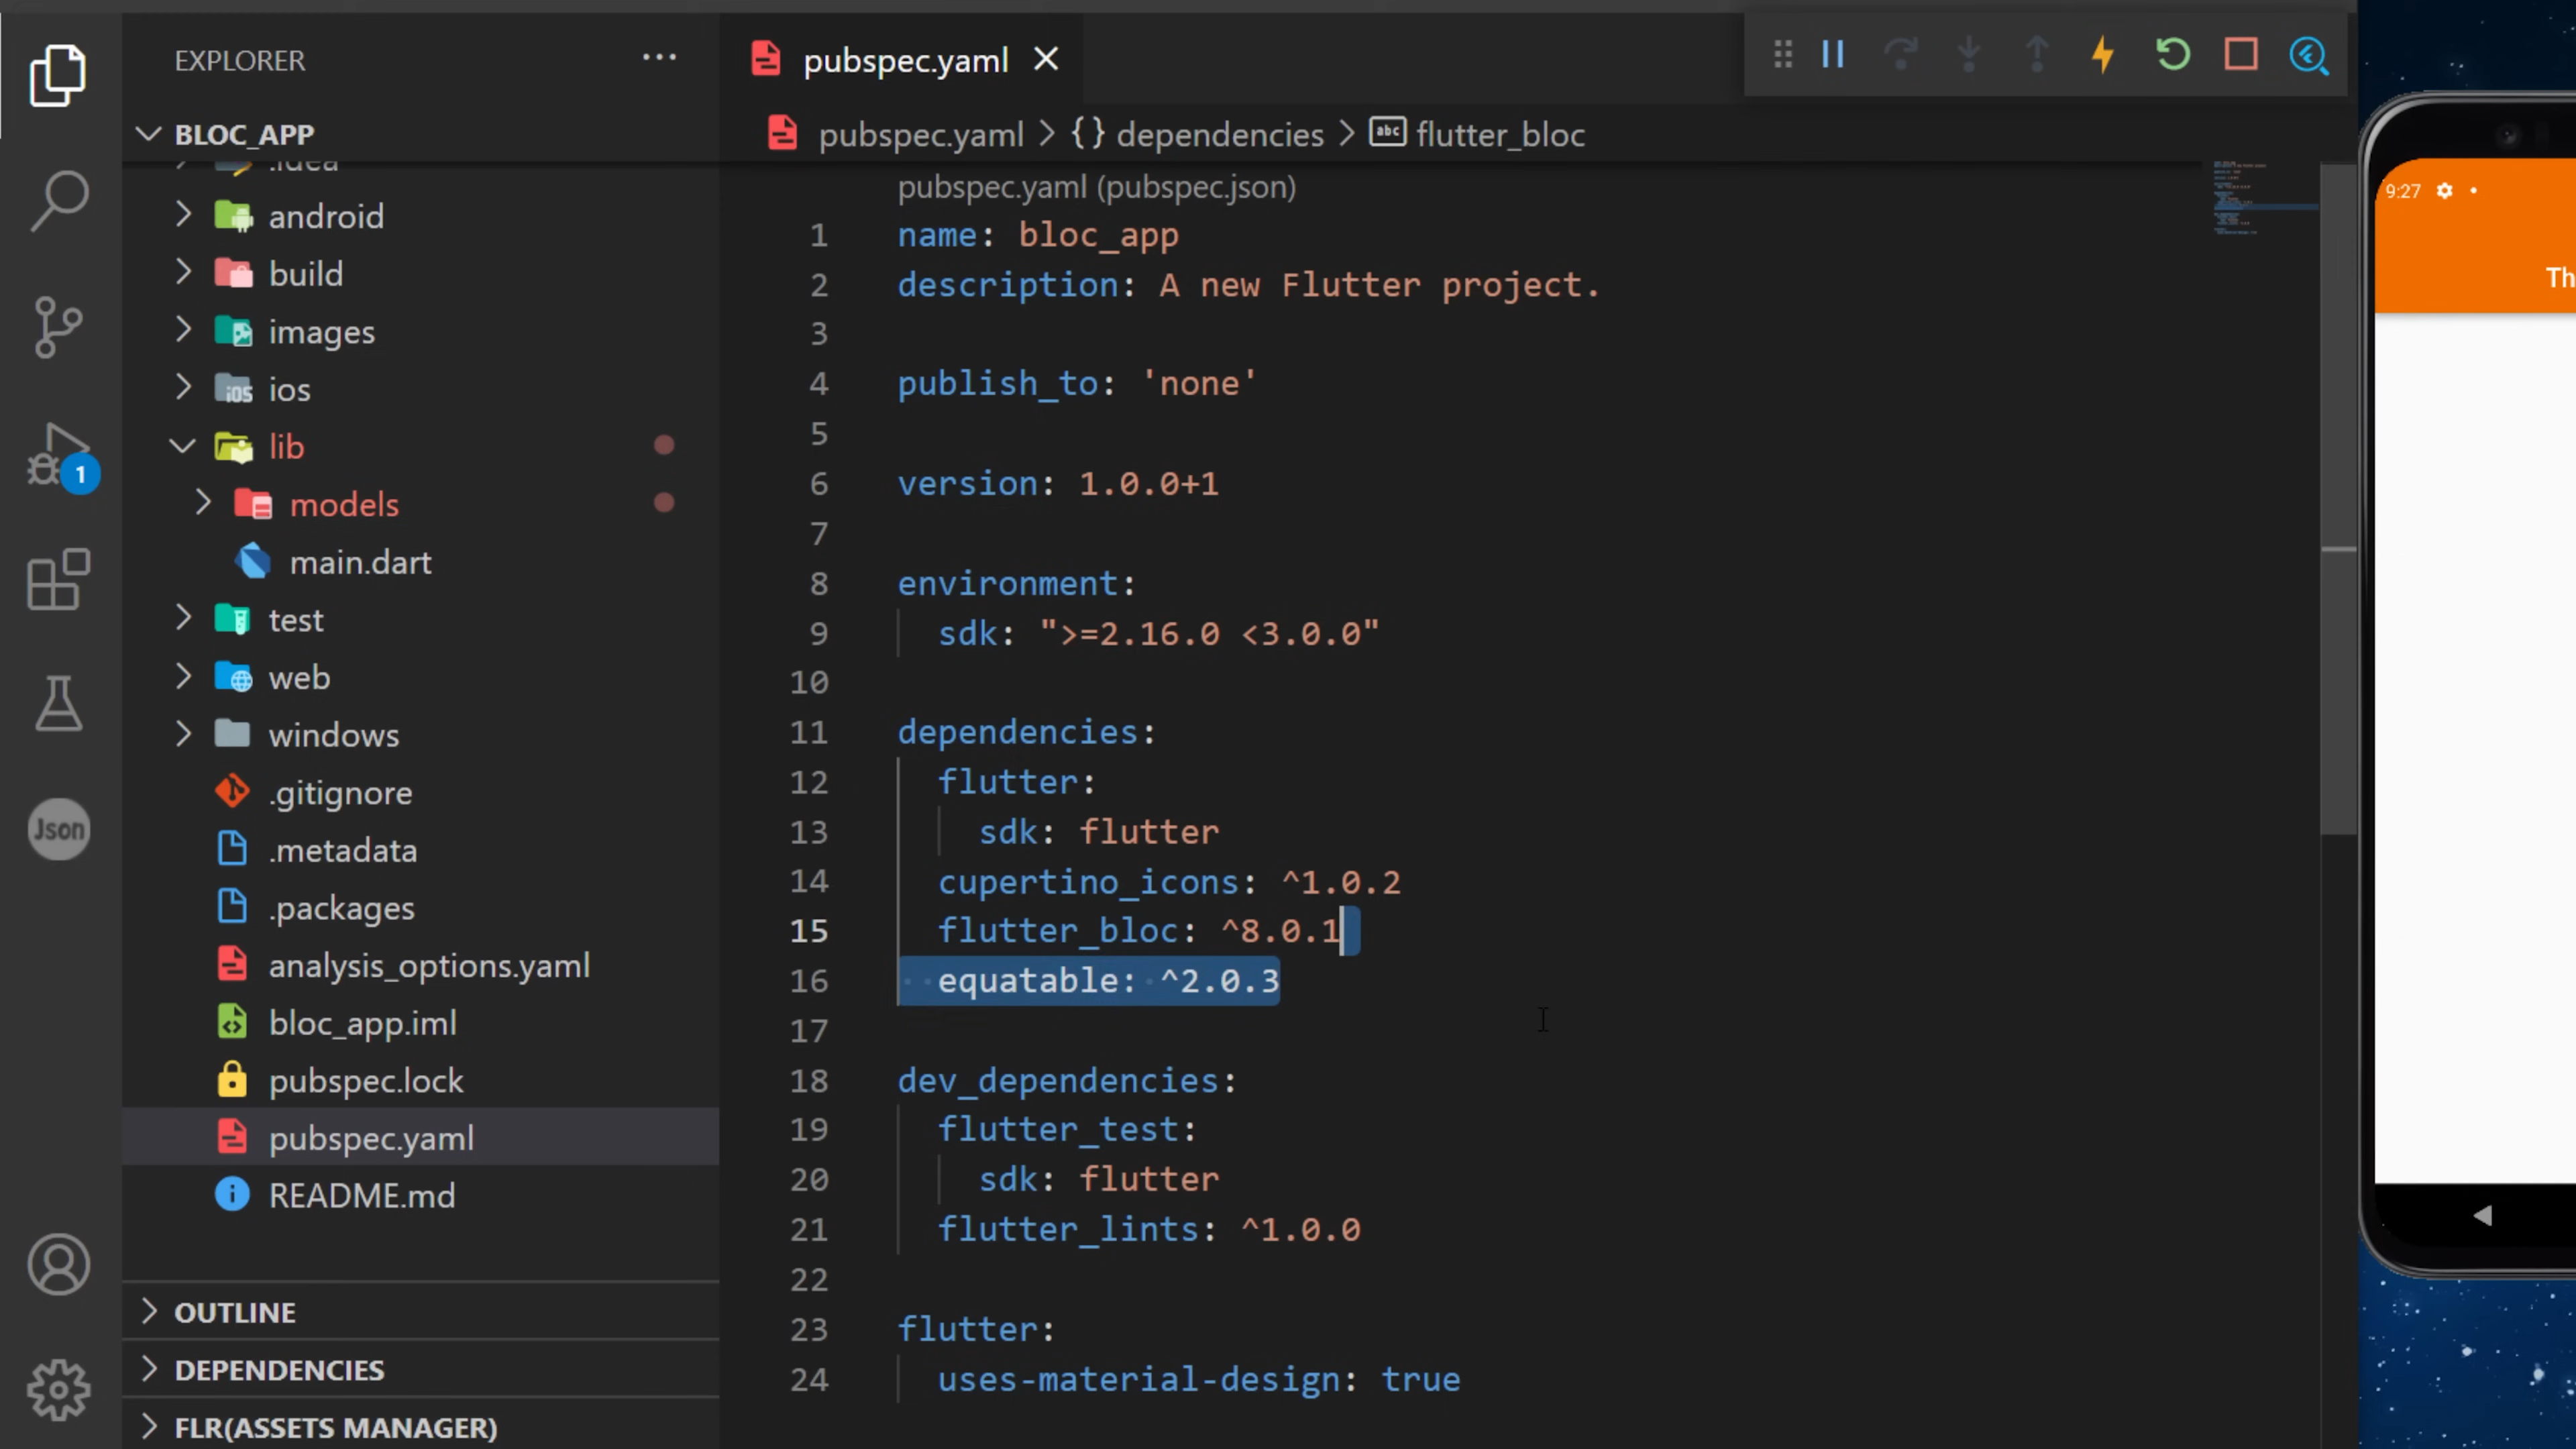 EXPLORER
BLOC_APP
.idea
android
build
images
ios
lib
models
main.dart
test
web
windows
.gitignore
.metadata
.packages
analysis_options.yaml
bloc_app.iml
pubspec.lock
pubspec.yaml
README.md
OUTLINE
DEPENDENCIES
FLR(ASSETS MANAGER)
1
Json
iOS
pubspec.yaml
pubspec.yaml > {} dependencies > abc flutter_bloc
pubspec.yaml (pubspec.json)
1 name: bloc_app
2 description: A new Flutter project.
3
4 publish_to: 'none'
5
6 version: 1.0.0+1
7
8 environment:
9 sdk: ">=2.16.0 <3.0.0"
10
11 dependencies:
12 flutter:
13 sdk: flutter
14 cupertino_icons: ^1.0.2
15 flutter_bloc: ^8.0.1
16 equatable: ^2.0.3
17
18 dev_dependencies:
19 flutter_test:
20 sdk: flutter
21 flutter_lints: ^1.0.0
22
23 flutter:
24 uses-material-design: true
9:27
Th